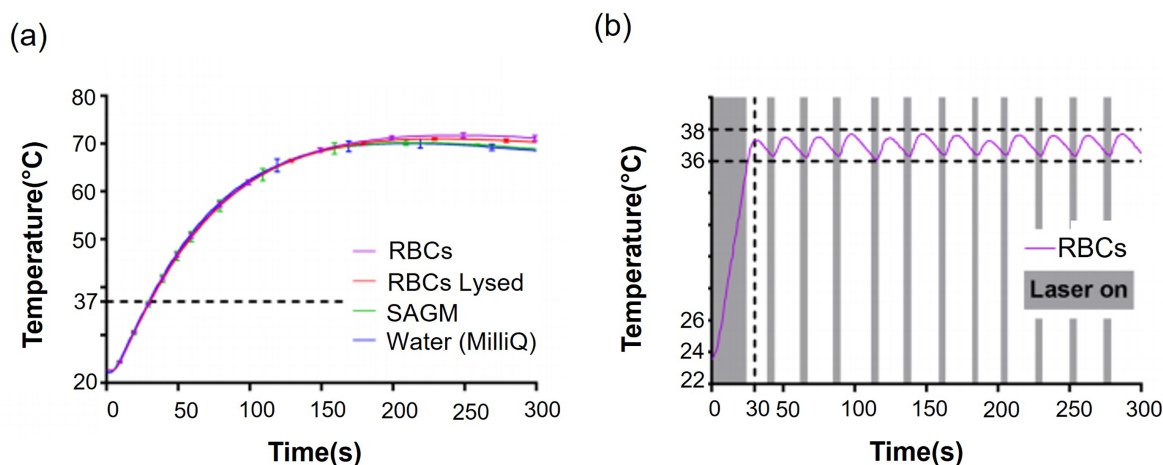 (a)
Temperature(°C)
80
70
60
50
37
20
0 50 100 150 200 250 300
Time(s)
RBCs
RBCs Lysed
SAGM
Water (MilliQ)
(b)
Temperature(°C)
38
36
26
24
22
0 30 50 100 150 200 250 300
Time(s)
RBCs
Laser on